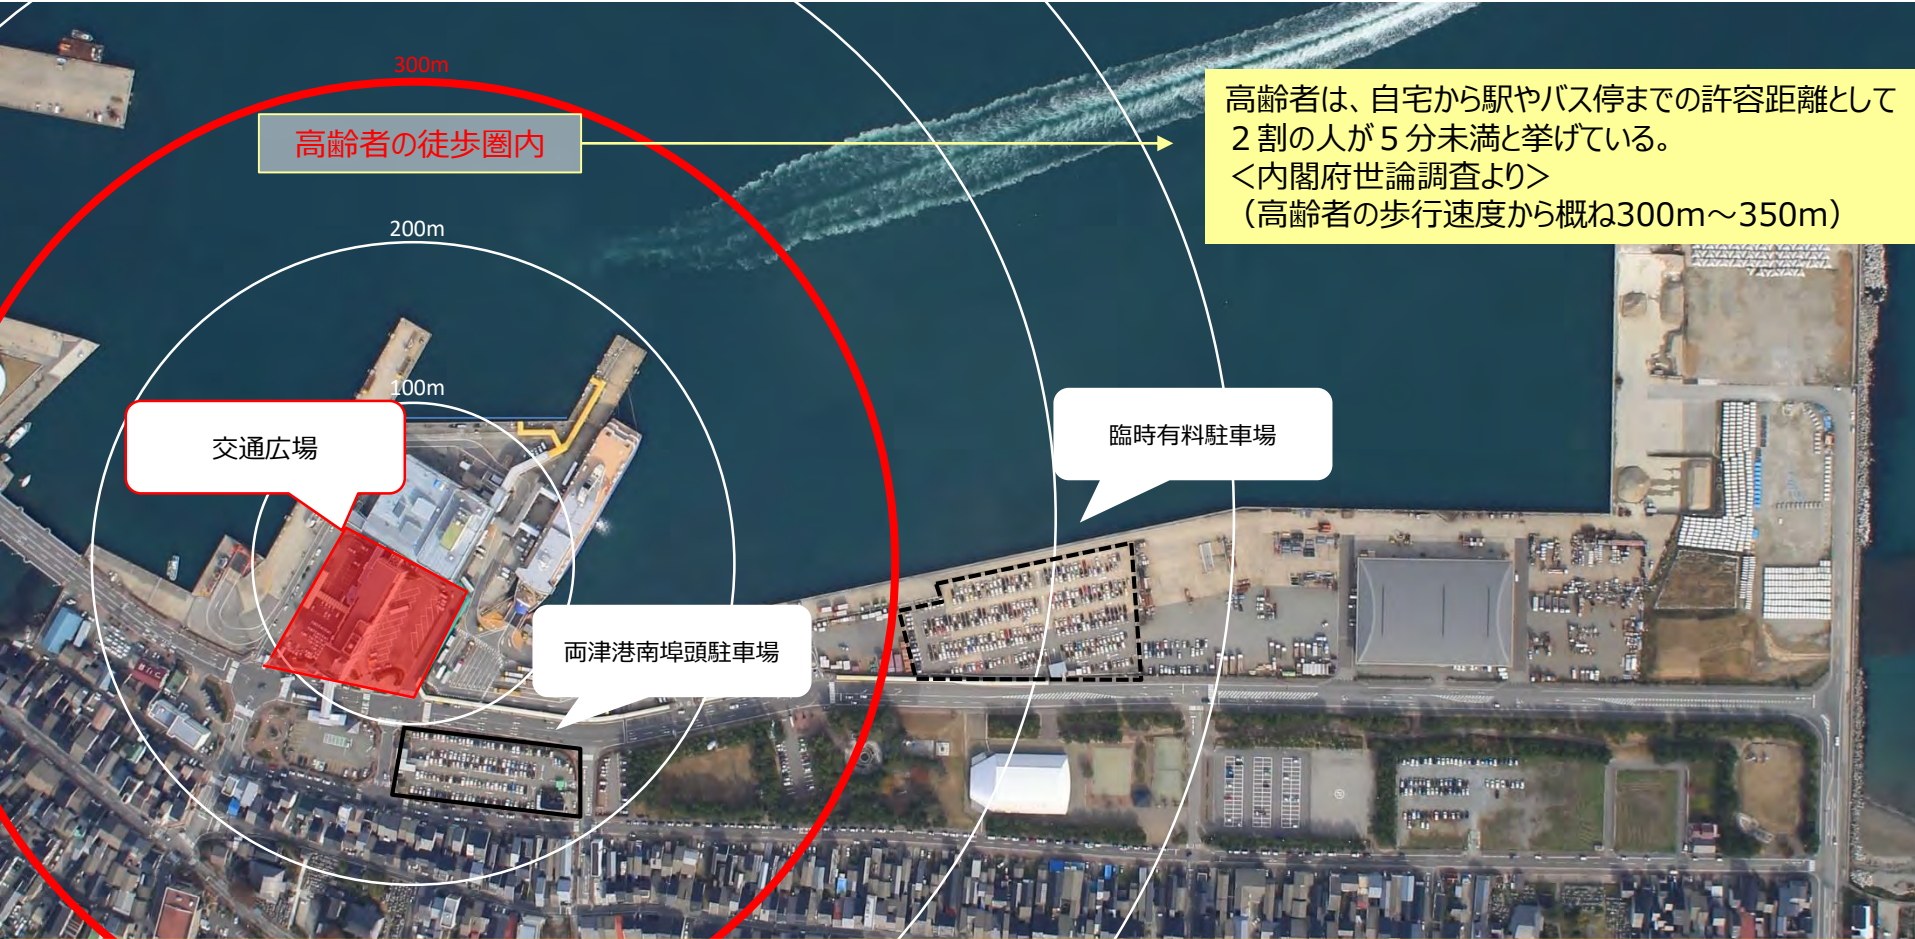 300m
高齢者の徒歩圏内
高齢者は、自宅から駅やバス停までの許容距離として
２割の人が５分未満と挙げている。
＜内閣府世論調査より＞
（高齢者の歩行速度から概ね300m～350m）
200m
100m
交通広場
臨時有料駐車場
両津港南埠頭駐車場